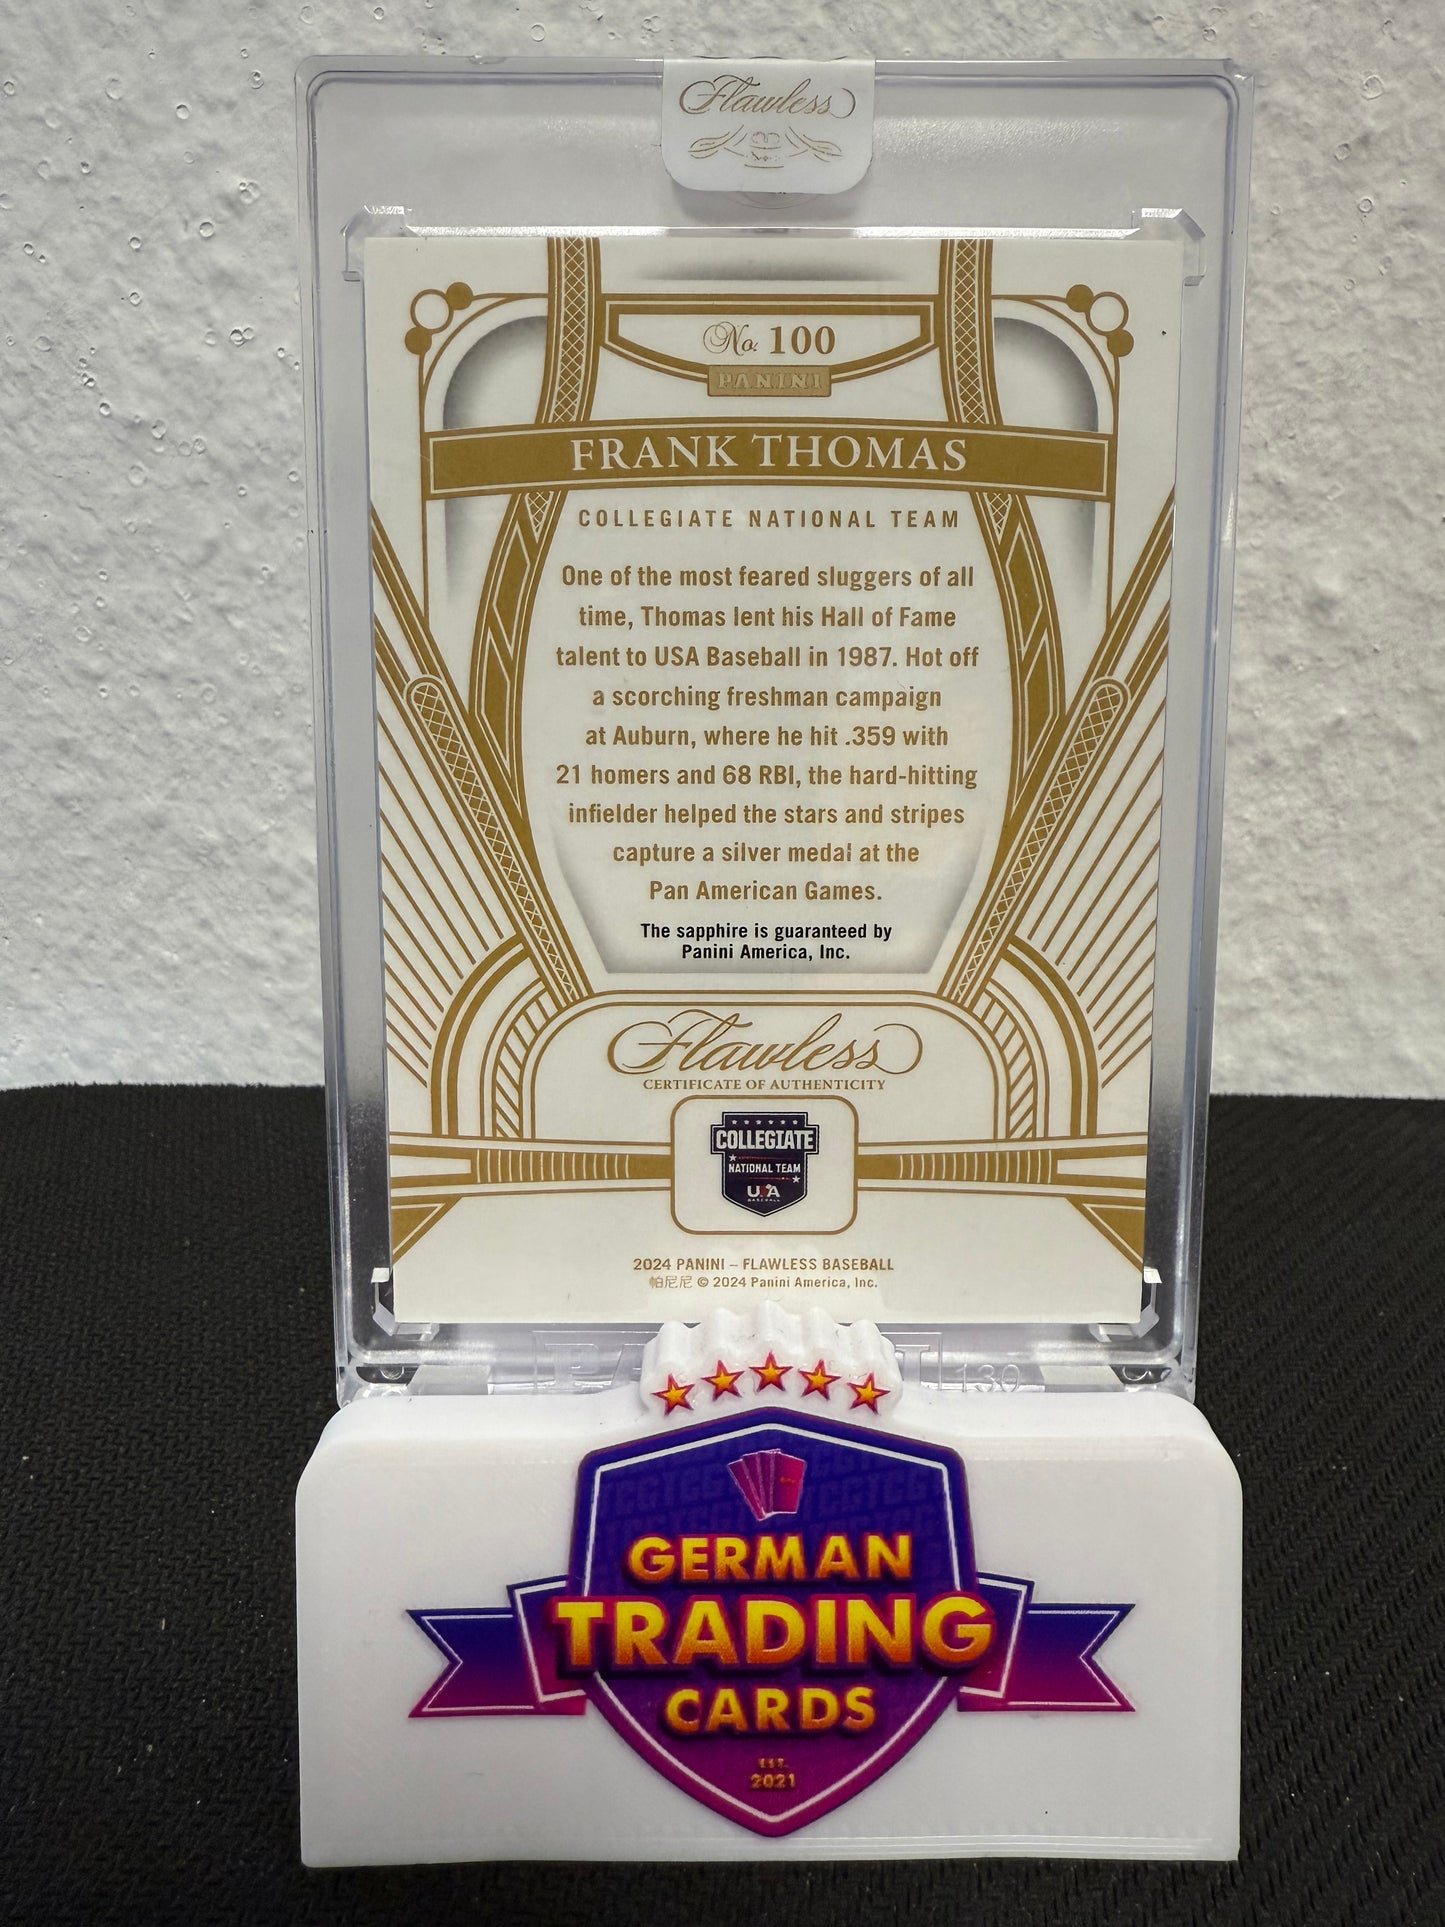 Flawless
No. 100
PANINI
FRANK THOMAS
COLLEGIATE NATIONAL TEAM
One of the most feared sluggers of all
time, Thomas lent his Hall of Fame
talent to USA Baseball in 1987. Hot off
a scorching freshman campaign
at Auburn, where he hit .359 with
21 homers and 68 RBI, the hard-hitting
infielder helped the stars and stripes
capture a silver medal at the
Pan American Games.
The sapphire is guaranteed by
Panini America, Inc.
Flawless
CERTIFICATE OF AUTHENTICITY
COLLEGIATE
NATIONAL TEAM
USA
BASEBALL
2024 PANINI – FLAWLESS BASEBALL
帕尼尼 © 2024 Panini America, Inc.
130
GERMAN
TRADING
CARDS
EST.
2021